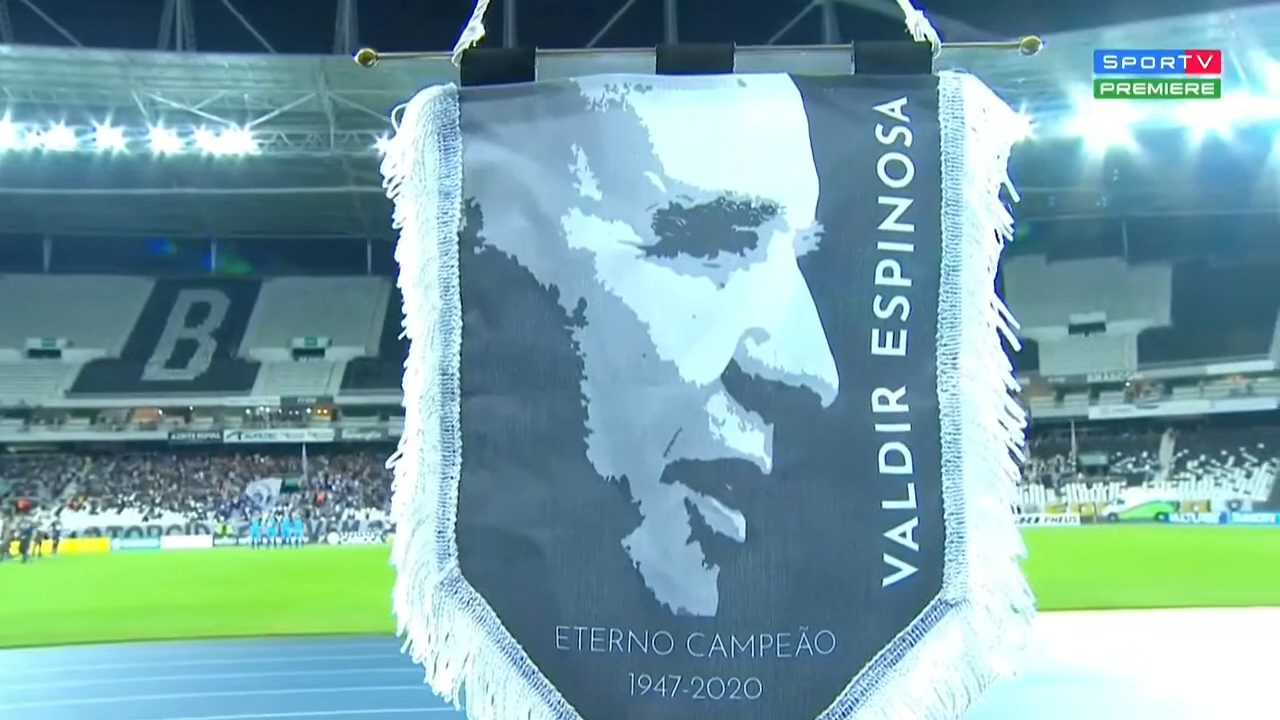 SPORTV
PREMIERE
VALDIR ESPINOSA
B
ETERNO CAMPEÃO
1947-2020